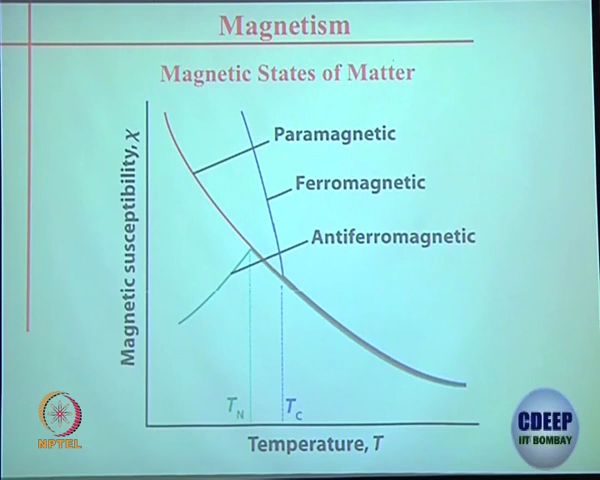 Magnetism
Magnetic States of Matter
Paramagnetic
Ferromagnetic
Antiferromagnetic
Magnetic susceptibility, χ
T_N
T_C
Temperature, T
NPTEL
CDEEP
IIT BOMBAY